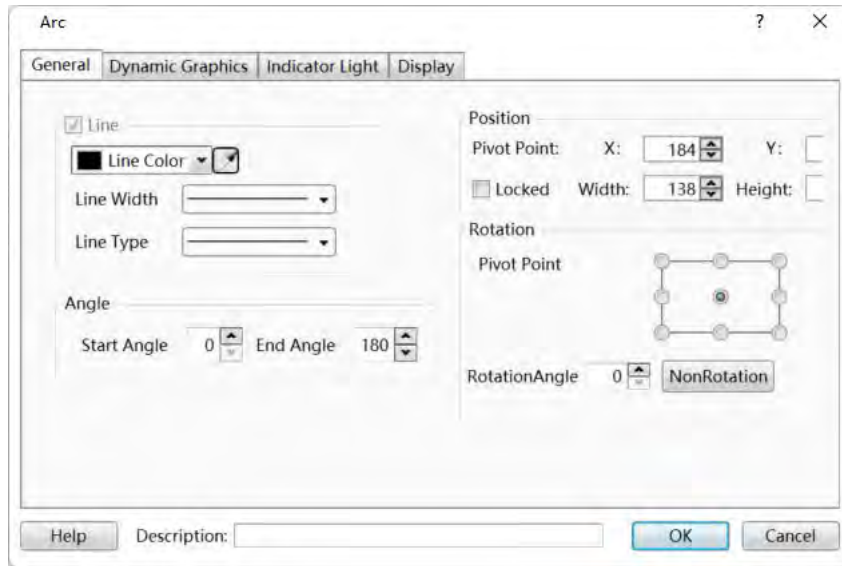 Arc
General Dynamic Graphics Indicator Light Display
Line
Line Color
Line Width
Line Type
Angle
Start Angle 0 End Angle 180
Position
Pivot Point: X: 184 Y:
Locked Width: 138 Height:
Rotation
Pivot Point
RotationAngle 0 NonRotation
Help Description: OK Cancel